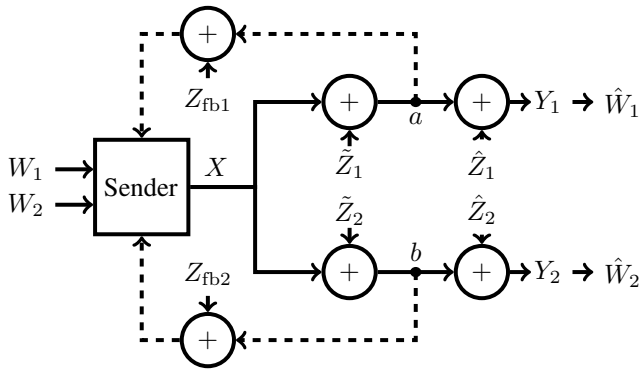 +
Z_fb1
+
a
+
Y_1
Ŵ_1
W_1
W_2
Sender
X
Z̃_1
Ẑ_1
Z̃_2
Ẑ_2
Z_fb2
+
b
+
Y_2
Ŵ_2
+